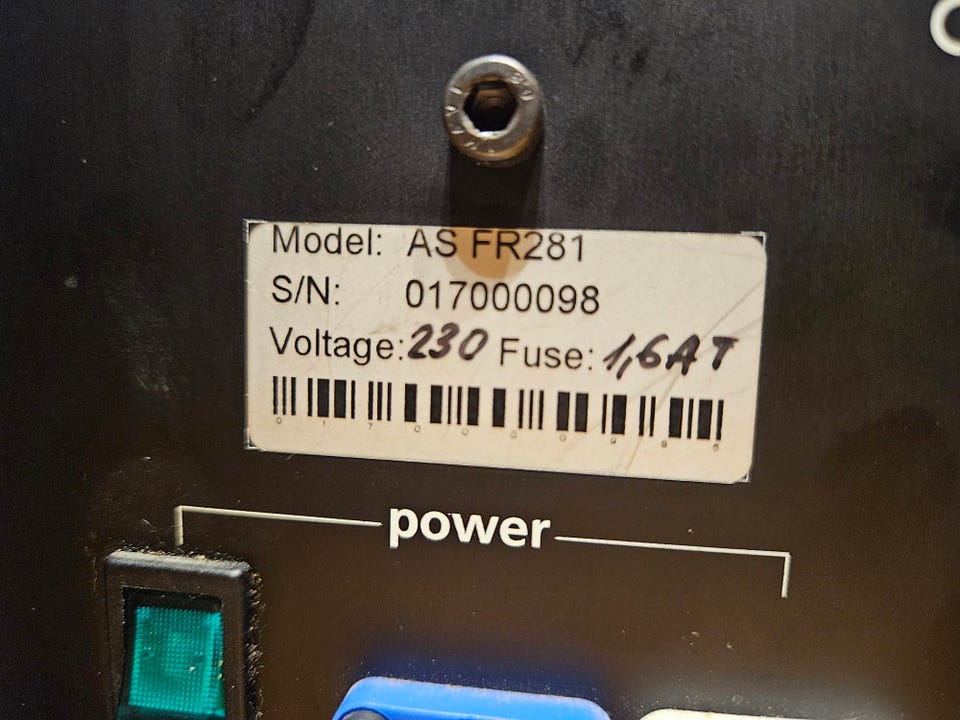 Model: AS FR281
S/N: 017000098
Voltage: 230 Fuse: 1,6AT
power